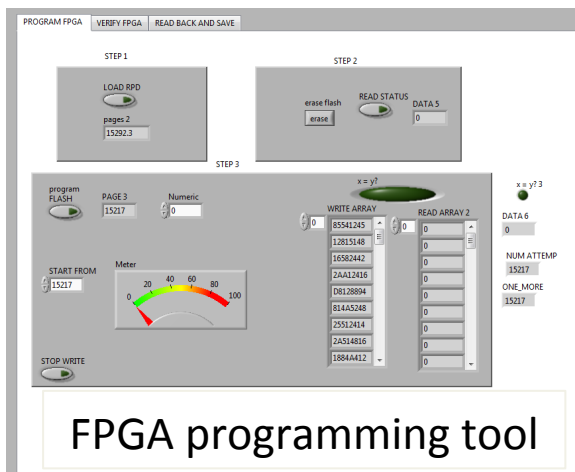 PROGRAM FPGA VERIFY FPGA READ BACK AND SAVE
STEP 1
LOAD RPD
pages 2
15292.3
STEP 2
erase flash
erase
READ STATUS
DATA 5
0
STEP 3
program
FLASH
PAGE 3
15217
Numeric
0
START FROM
15217
Meter
0 20 40 60 80 100
STOP WRITE
x = y?
WRITE ARRAY
0
85541245
12815148
16582442
2AA12416
D8128894
814A5248
25512414
2A514816
1884A412
READ ARRAY 2
0
0
0
0
0
0
0
0
0
0
x = y? 3
DATA 6
0
NUM ATTEMP
15217
ONE_MORE
15217
FPGA programming tool